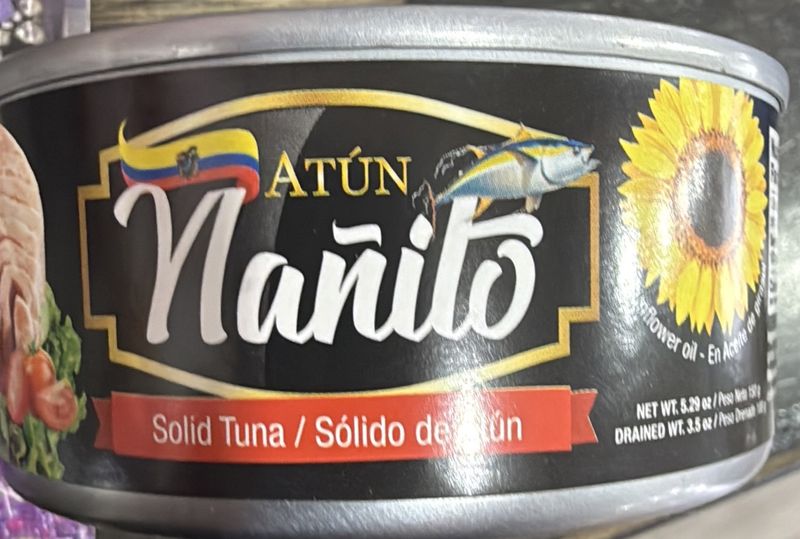 ATÚN
Nañito
Solid Tuna / Sólido de
oil - En Aceite de
NET WT. 5.29 oz / Peso Neto 150 g
DRAINED WT. 3.5 oz / Peso Drenado 100 g